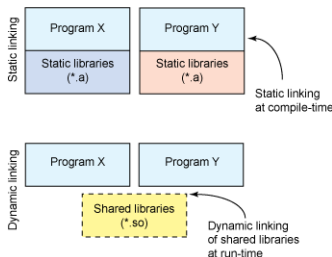 Static linking
Program X
Static libraries
(*.a)
Program Y
Static libraries
(*.a)
Static linking
at compile-time
Dynamic linking
Program X
Program Y
Shared libraries
(*.so)
Dynamic linking
of shared libraries
at run-time